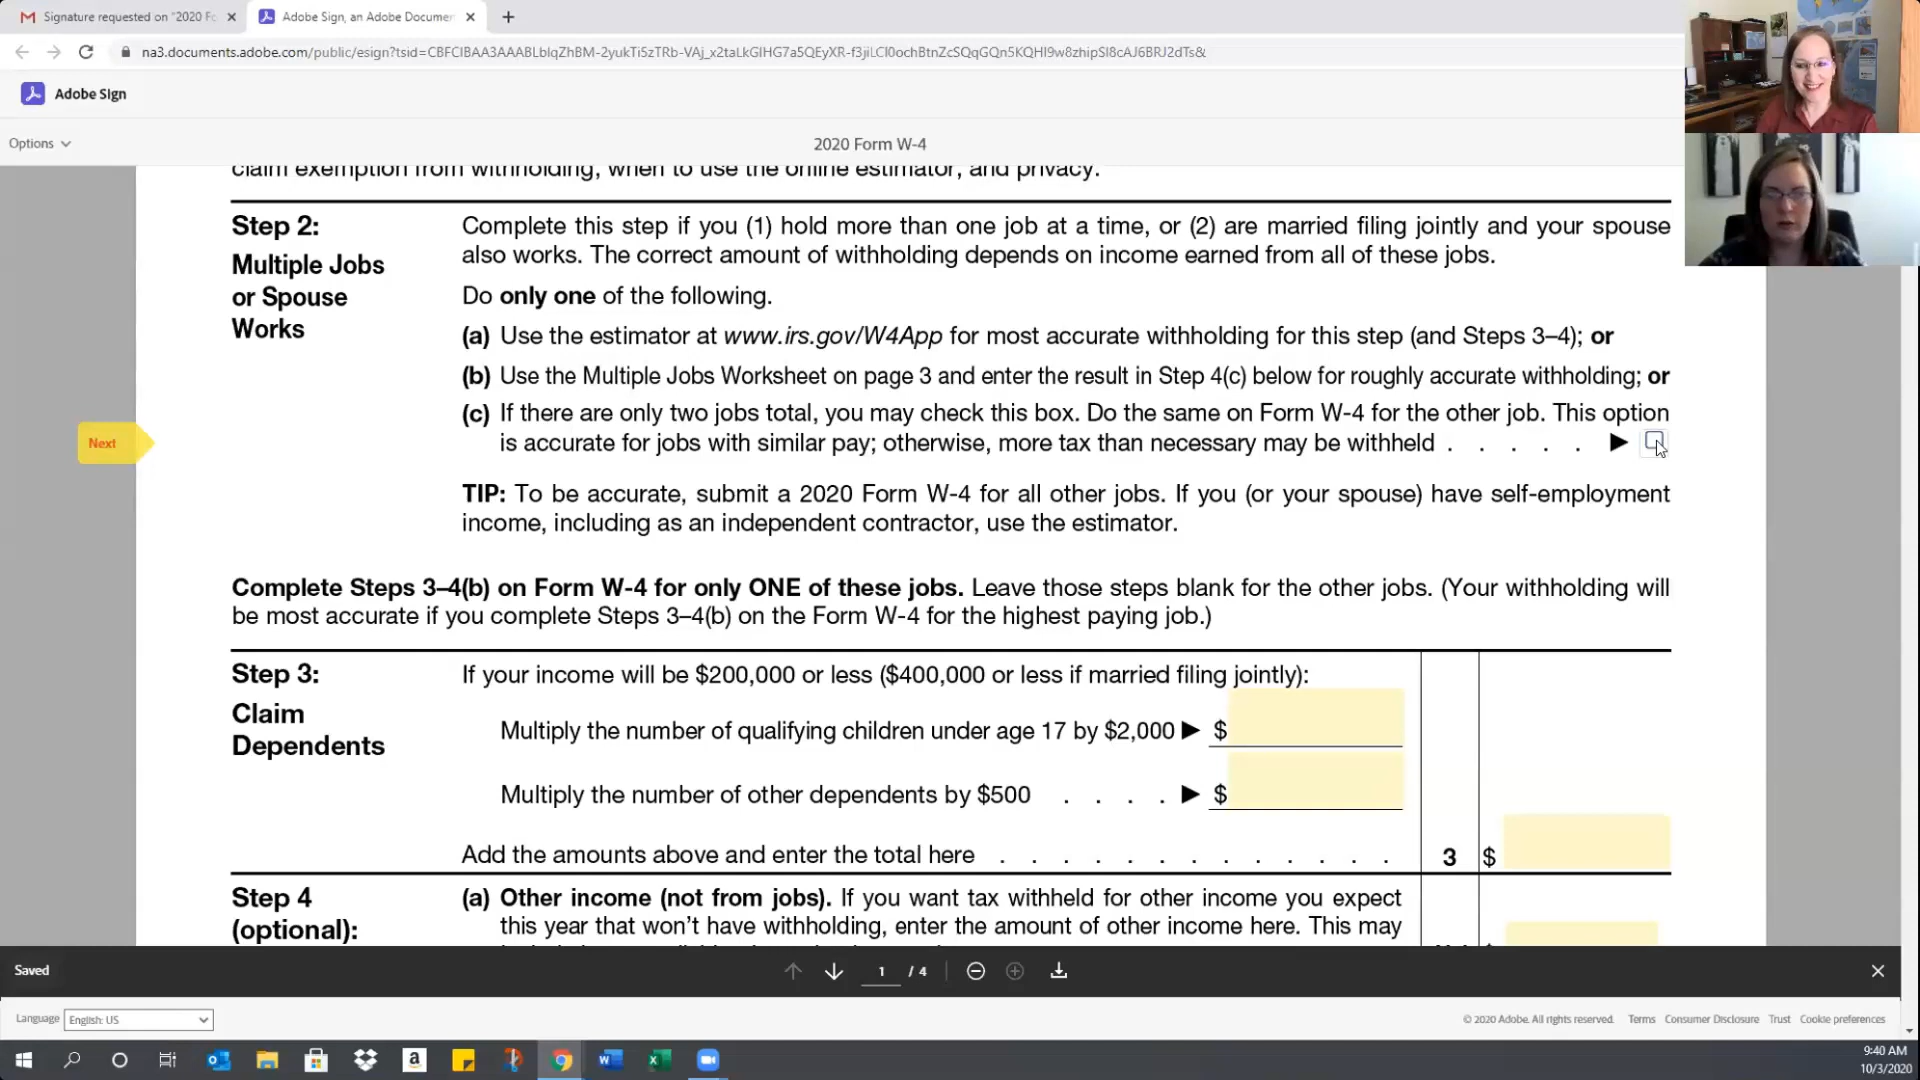 Signature requested on "2020 Fo
Adobe Sign, an Adobe Documen
Adobe Sign
Options
2020 Form W-4
claim exemption from withholding, when to use the online estimator, and privacy.
Step 2:
Multiple Jobs
or Spouse
Works
Complete this step if you (1) hold more than one job at a time, or (2) are married filing jointly and your spouse
also works. The correct amount of withholding depends on income earned from all of these jobs.
Do only one of the following.
(a) Use the estimator at www.irs.gov/W4App for most accurate withholding for this step (and Steps 3–4); or
(b) Use the Multiple Jobs Worksheet on page 3 and enter the result in Step 4(c) below for roughly accurate withholding; or
(c) If there are only two jobs total, you may check this box. Do the same on Form W-4 for the other job. This option
is accurate for jobs with similar pay; otherwise, more tax than necessary may be withheld . . . . . ▶
Next
TIP: To be accurate, submit a 2020 Form W-4 for all other jobs. If you (or your spouse) have self-employment
income, including as an independent contractor, use the estimator.
Complete Steps 3–4(b) on Form W-4 for only ONE of these jobs. Leave those steps blank for the other jobs. (Your withholding will
be most accurate if you complete Steps 3–4(b) on the Form W-4 for the highest paying job.)
Step 3:
Claim
Dependents
If your income will be $200,000 or less ($400,000 or less if married filing jointly):
Multiply the number of qualifying children under age 17 by $2,000 ▶ $
Multiply the number of other dependents by $500 . . . . ▶ $
Add the amounts above and enter the total here . . . . . . . . . . . . . 3 $
Step 4
(optional):
(a) Other income (not from jobs). If you want tax withheld for other income you expect
this year that won't have withholding, enter the amount of other income here. This may
Saved
1 / 4
Language English: US
© 2020 Adobe. All rights reserved. Terms Consumer Disclosure Trust Cookie preferences
9:40 AM
10/3/2020